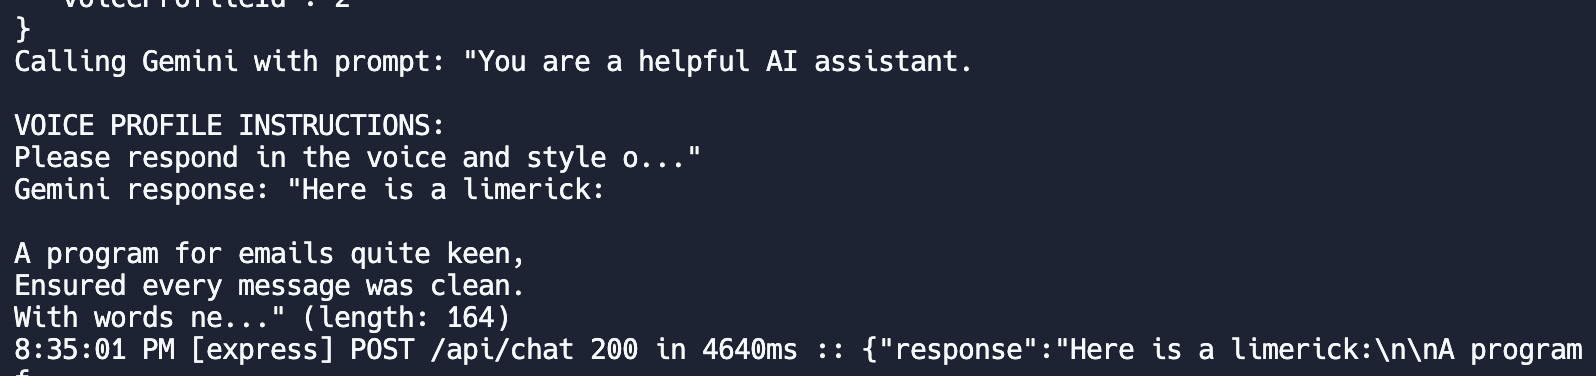 }
Calling Gemini with prompt: "You are a helpful AI assistant.
VOICE PROFILE INSTRUCTIONS:
Please respond in the voice and style o..."
Gemini response: "Here is a limerick:
A program for emails quite keen,
Ensured every message was clean.
With words ne..." (length: 164)
8:35:01 PM [express] POST /api/chat 200 in 4640ms :: {"response":"Here is a limerick:\n\nA program